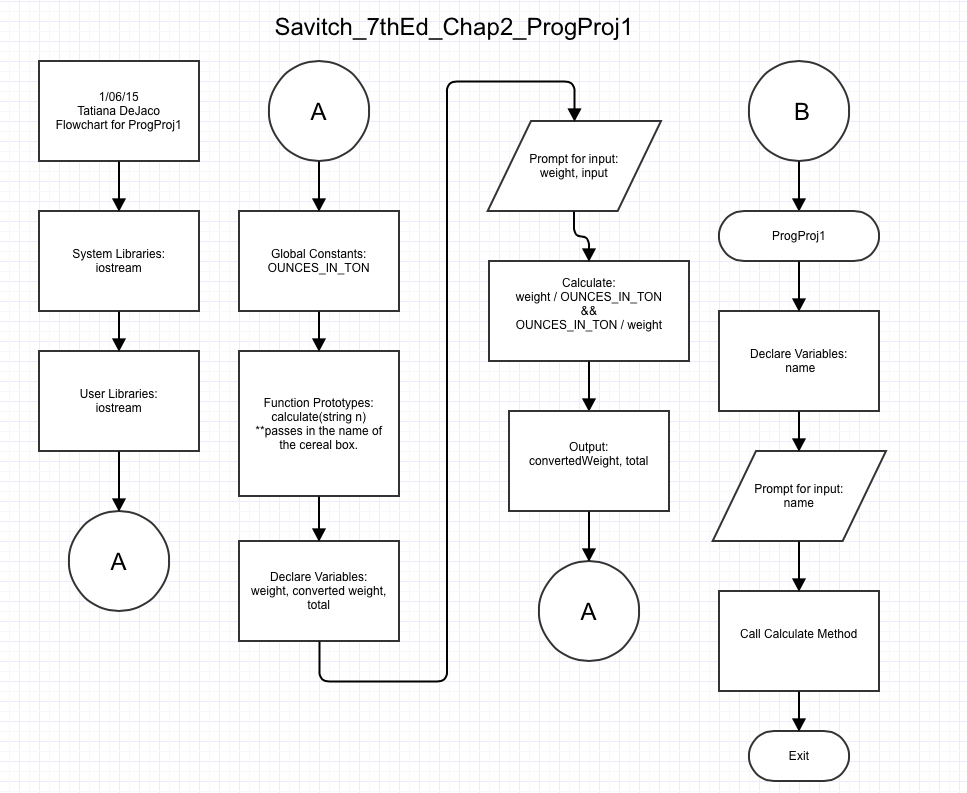 Savitch_7thEd_Chap2_ProgProj1
1/06/15
Tatiana DeJaco
Flowchart for ProgProj1
System Libraries:
iostream
User Libraries:
iostream
A
A
Global Constants:
OUNCES_IN_TON
Function Prototypes:
calculate(string n)
**passes in the name of
the cereal box.
Declare Variables:
weight, converted weight,
total
Prompt for input:
weight, input
Calculate:
weight / OUNCES_IN_TON
&&
OUNCES_IN_TON / weight
Output:
convertedWeight, total
A
B
ProgProj1
Declare Variables:
name
Prompt for input:
name
Call Calculate Method
Exit